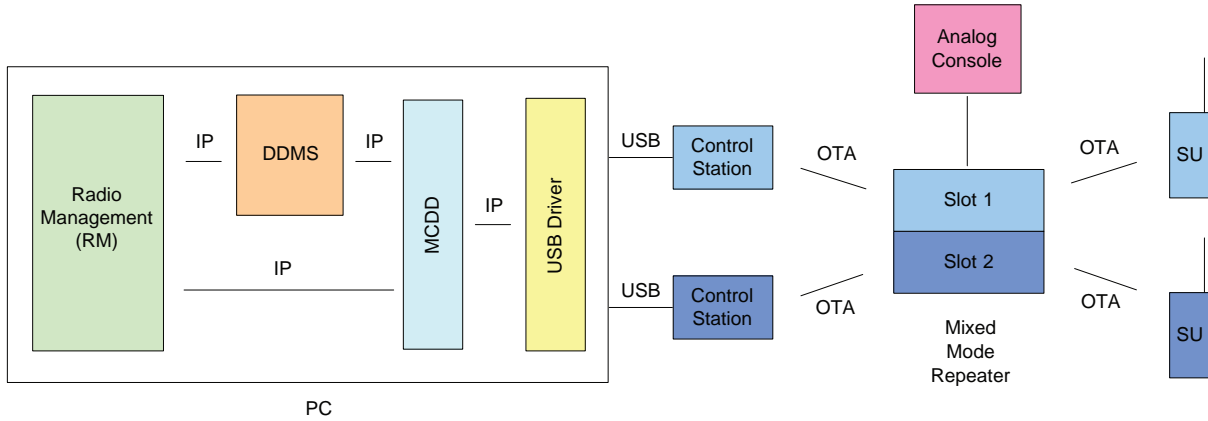 Analog
Console
IP
DDMS
IP
Radio
Management
(RM)
MCDD
IP
USB Driver
IP
USB
Control
Station
OTA
Slot 1
OTA
SU
USB
Control
Station
OTA
Slot 2
OTA
SU
Mixed
Mode
Repeater
PC